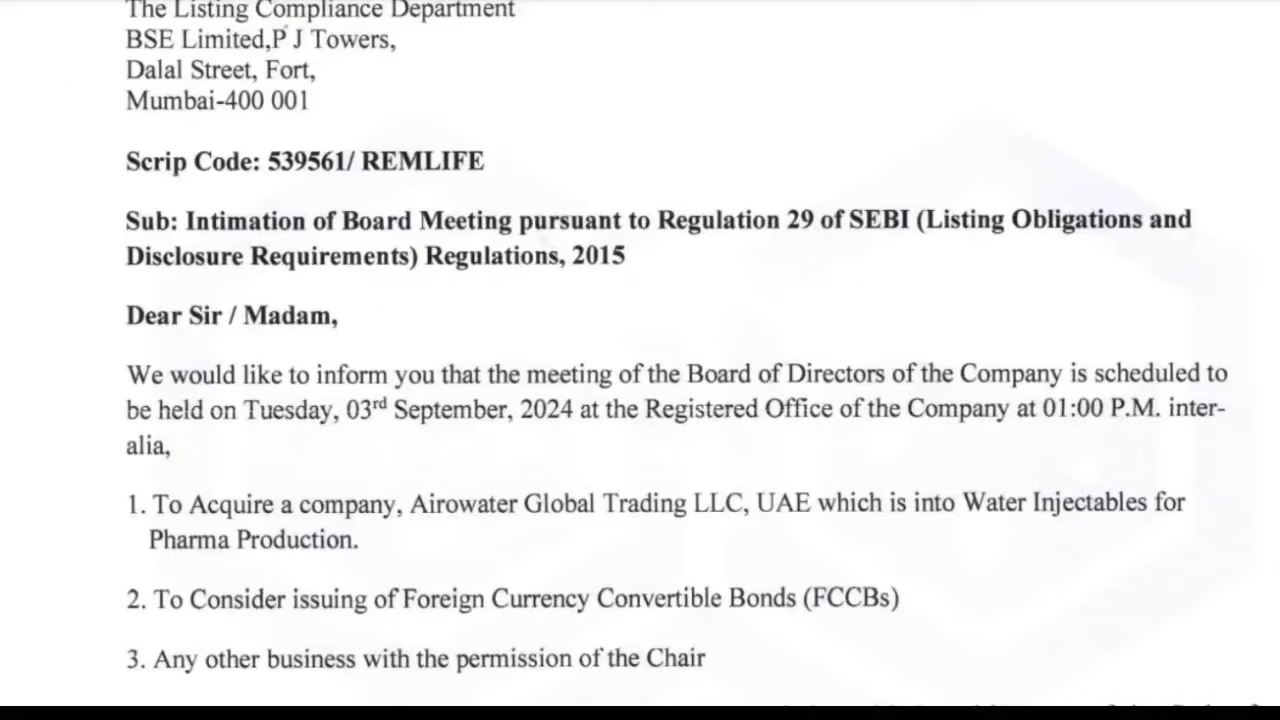 The Listing Compliance Department
BSE Limited,P J Towers,
Dalal Street, Fort,
Mumbai-400 001
Scrip Code: 539561/ REMLIFE
Sub: Intimation of Board Meeting pursuant to Regulation 29 of SEBI (Listing Obligations and
Disclosure Requirements) Regulations, 2015
Dear Sir / Madam,
We would like to inform you that the meeting of the Board of Directors of the Company is scheduled to
be held on Tuesday, 03rd September, 2024 at the Registered Office of the Company at 01:00 P.M. inter-
alia,
1. To Acquire a company, Airowater Global Trading LLC, UAE which is into Water Injectables for
Pharma Production.
2. To Consider issuing of Foreign Currency Convertible Bonds (FCCBs)
3. Any other business with the permission of the Chair